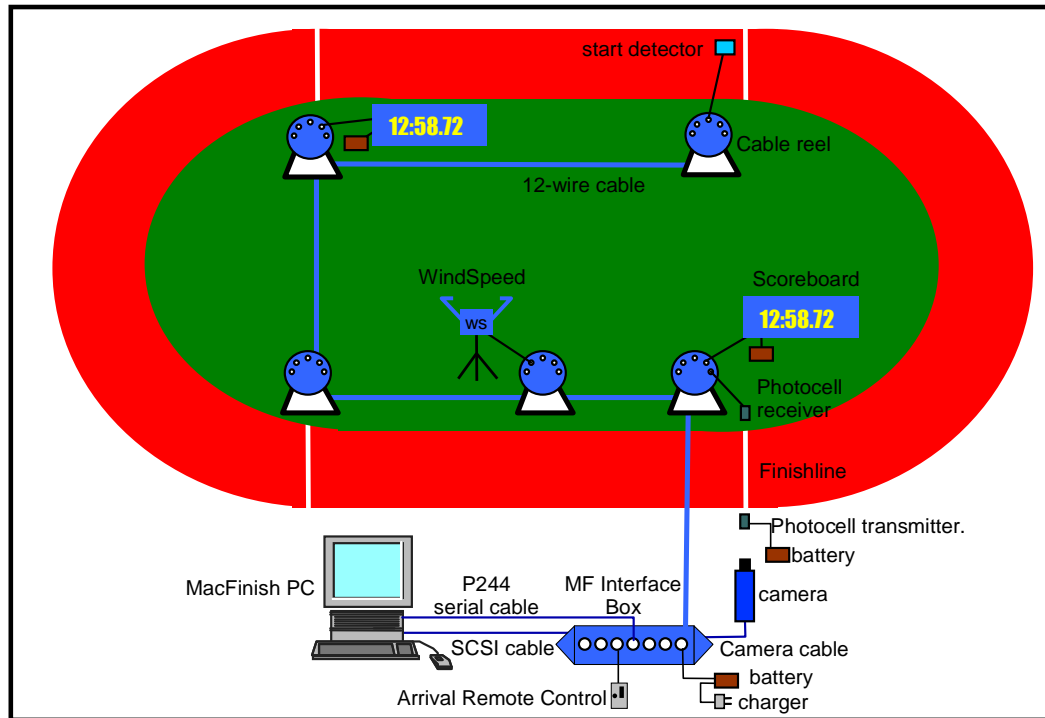 start detector
12:58.72
Cable reel
12-wire cable
WindSpeed
Scoreboard
ws
12:58.72
Photocell
receiver
Finishline
Photocell transmitter.
battery
MacFinish PC
P244
serial cable
MF Interface
Box
camera
SCSI cable
Camera cable
battery
Arrival Remote Control
charger